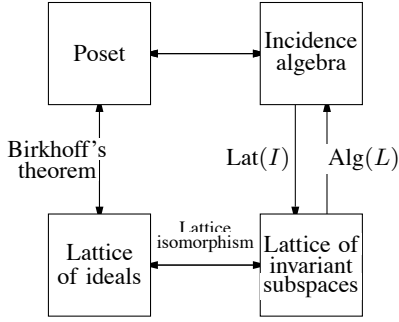 Poset
Incidence
algebra
Birkhoff's
theorem
Lat(I)
Alg(L)
Lattice
isomorphism
Lattice
of ideals
Lattice of
invariant
subspaces